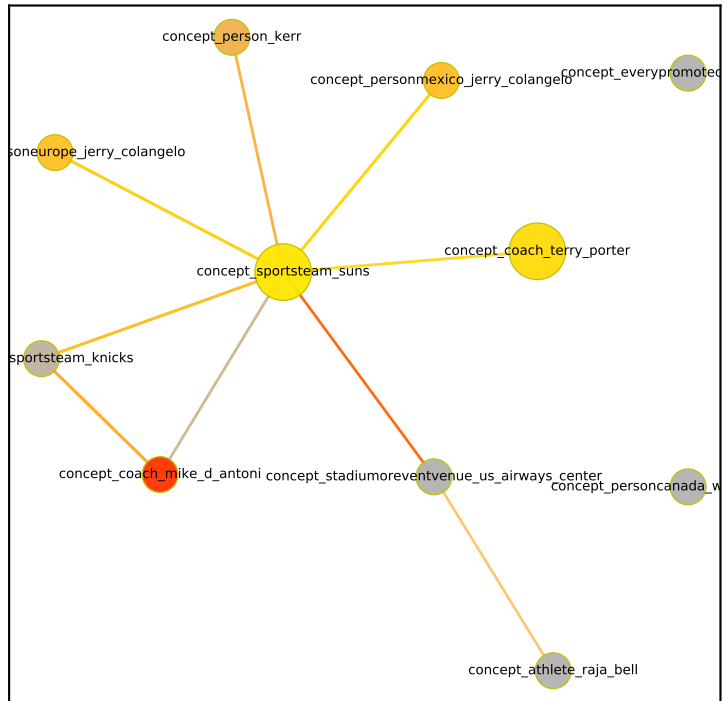 concept_person_kerr
concept_personmexico_jerry_colangelo
concept_everypromoted
soneurope_jerry_colangelo
concept_coach_terry_porter
concept_sportsteam_suns
sportsteam_knicks
concept_coach_mike_d_antoni
concept_stadiumoreventvenue_us_airways_center
concept_personcanada_w
concept_athlete_raja_bell